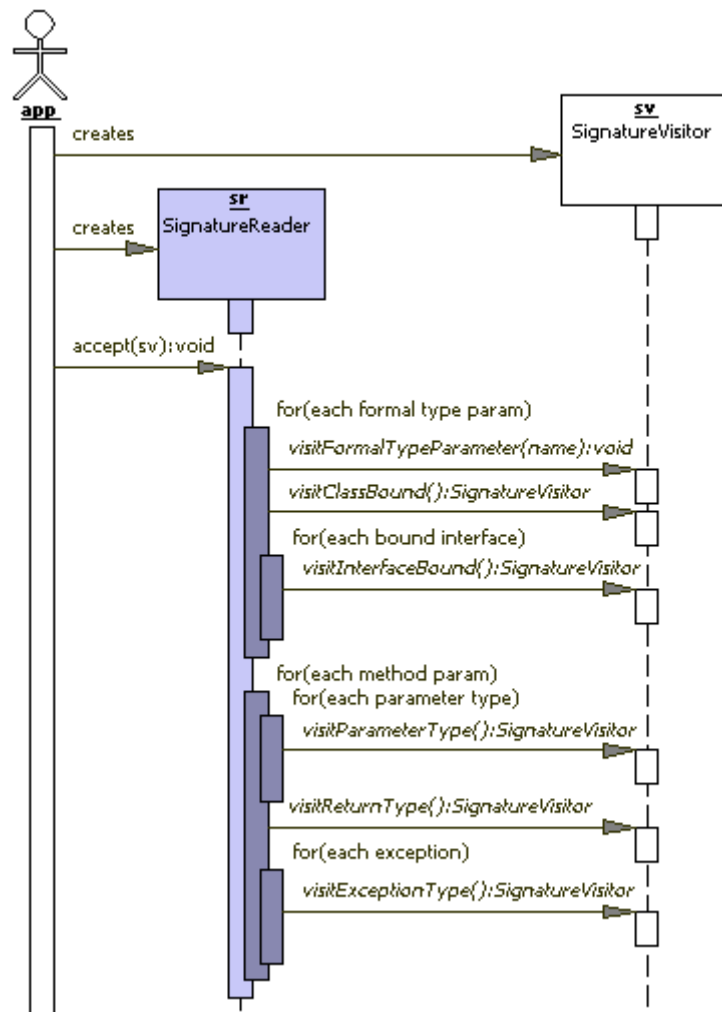 app
sv
SignatureVisitor
creates
sr
SignatureReader
creates
accept(sv):void
for(each formal type param)
visitFormalTypeParameter(name):void
visitClassBound():SignatureVisitor
for(each bound interface)
visitInterfaceBound():SignatureVisitor
for(each method param)
for(each parameter type)
visitParameterType():SignatureVisitor
visitReturnType():SignatureVisitor
for(each exception)
visitExceptionType():SignatureVisitor